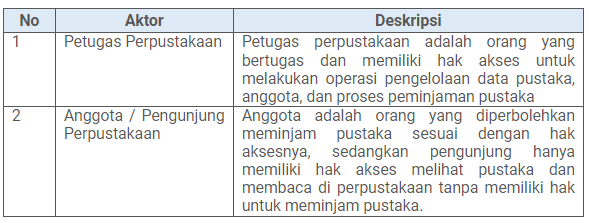 No Aktor Deskripsi
1 Petugas Perpustakaan Petugas perpustakaan adalah orang yang
bertugas dan memiliki hak akses untuk
melakukan operasi pengelolaan data pustaka,
anggota, dan proses peminjaman pustaka
2 Anggota / Pengunjung Anggota adalah orang yang diperbolehkan
Perpustakaan meminjam pustaka sesuai dengan hak
aksesnya, sedangkan pengunjung hanya
memiliki hak akses melihat pustaka dan
membaca di perpustakaan tanpa memiliki hak
untuk meminjam pustaka.